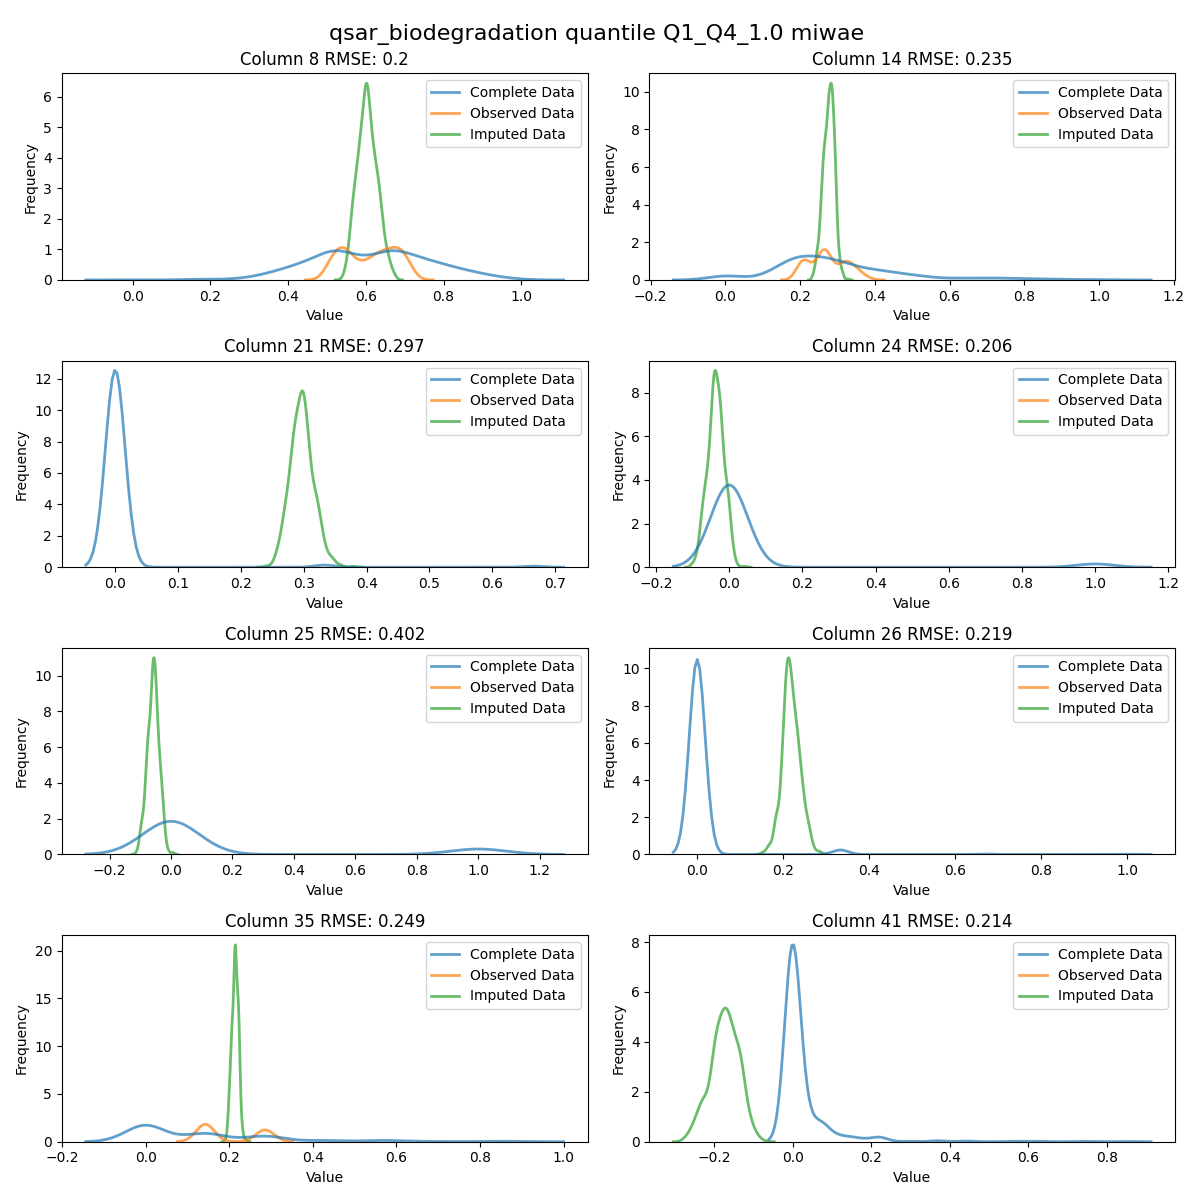 qsar_biodegradation quantile Q1_Q4_1.0 miwae
Column 8 RMSE: 0.2
Frequency
6
5
4
3
2
1
0
Complete Data
Observed Data
Imputed Data
0.0 0.2 0.4 0.6 0.8 1.0
Value
Column 14 RMSE: 0.235
Frequency
10
8
6
4
2
0
Complete Data
Observed Data
Imputed Data
−0.2 0.0 0.2 0.4 0.6 0.8 1.0 1.2
Value
Column 21 RMSE: 0.297
Frequency
12
10
8
6
4
2
0
Complete Data
Observed Data
Imputed Data
0.0 0.1 0.2 0.3 0.4 0.5 0.6 0.7
Value
Column 24 RMSE: 0.206
Frequency
8
6
4
2
0
Complete Data
Observed Data
Imputed Data
−0.2 0.0 0.2 0.4 0.6 0.8 1.0 1.2
Value
Column 25 RMSE: 0.402
Frequency
10
8
6
4
2
0
Complete Data
Observed Data
Imputed Data
−0.2 0.0 0.2 0.4 0.6 0.8 1.0 1.2
Value
Column 26 RMSE: 0.219
Frequency
10
8
6
4
2
0
Complete Data
Observed Data
Imputed Data
0.0 0.2 0.4 0.6 0.8 1.0
Value
Column 35 RMSE: 0.249
Frequency
20
15
10
5
0
Complete Data
Observed Data
Imputed Data
−0.2 0.0 0.2 0.4 0.6 0.8 1.0
Value
Column 41 RMSE: 0.214
Frequency
8
6
4
2
0
Complete Data
Observed Data
Imputed Data
−0.2 0.0 0.2 0.4 0.6 0.8
Value